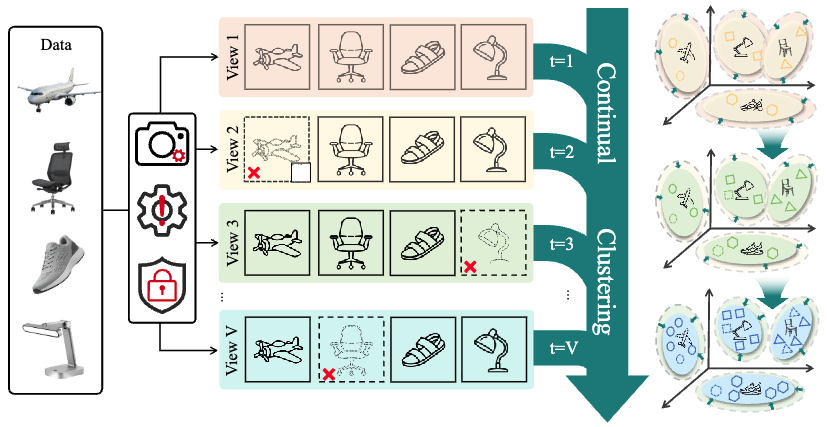 Data
View 1
t=1
View 2
t=2
View 3
t=3
...
...
View V
t=V
Continual
Clustering